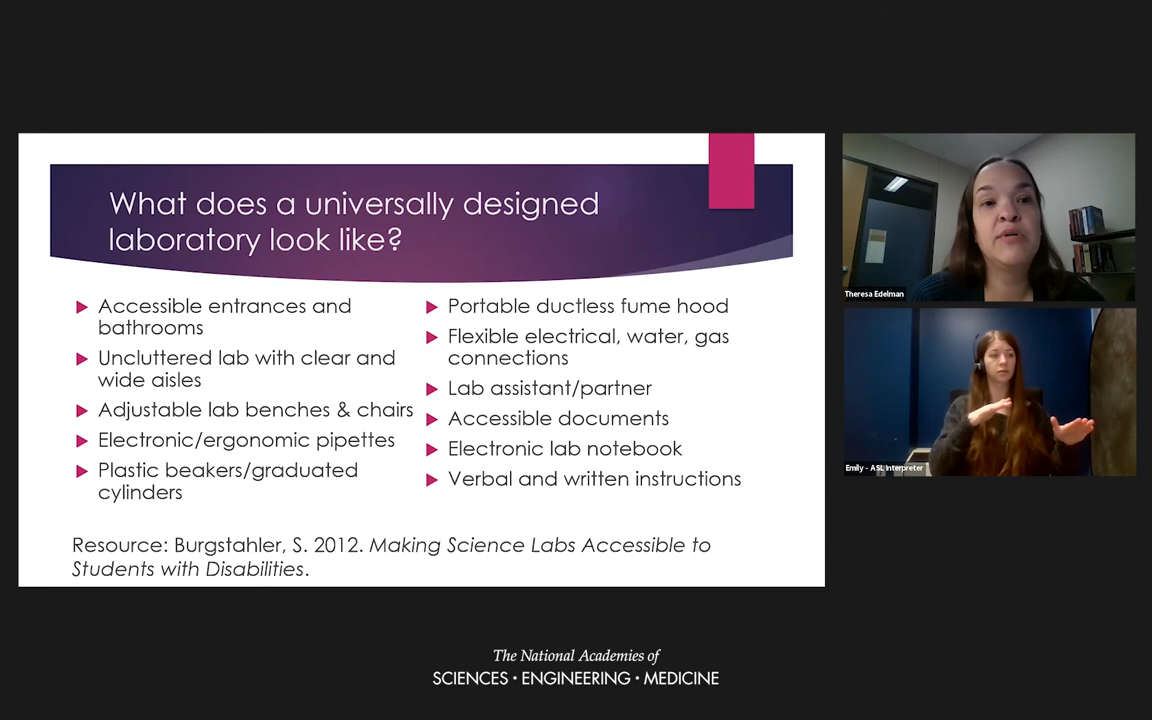 What does a universally designed
laboratory look like?
Accessible entrances and
bathrooms
Uncluttered lab with clear and
wide aisles
Adjustable lab benches & chairs
Electronic/ergonomic pipettes
Plastic beakers/graduated
cylinders
Portable ductless fume hood
Flexible electrical, water, gas
connections
Lab assistant/partner
Accessible documents
Electronic lab notebook
Verbal and written instructions
Resource: Burgstahler, S. 2012. Making Science Labs Accessible to
Students with Disabilities.
Theresa Edelman
Emily - ASL Interpreter
The National Academies of
SCIENCES · ENGINEERING · MEDICINE